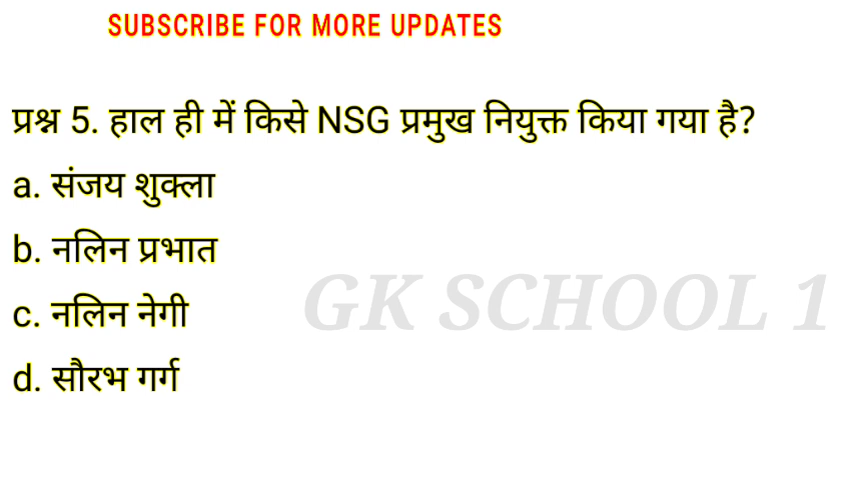 SUBSCRIBE FOR MORE UPDATES
प्रश्न 5. हाल ही में किसे NSG प्रमुख नियुक्त किया गया है?
a. संजय शुक्ला
b. नलिन प्रभात
GK SCHOOL 1
c. नलिन नेगी
d. सौरभ गर्ग